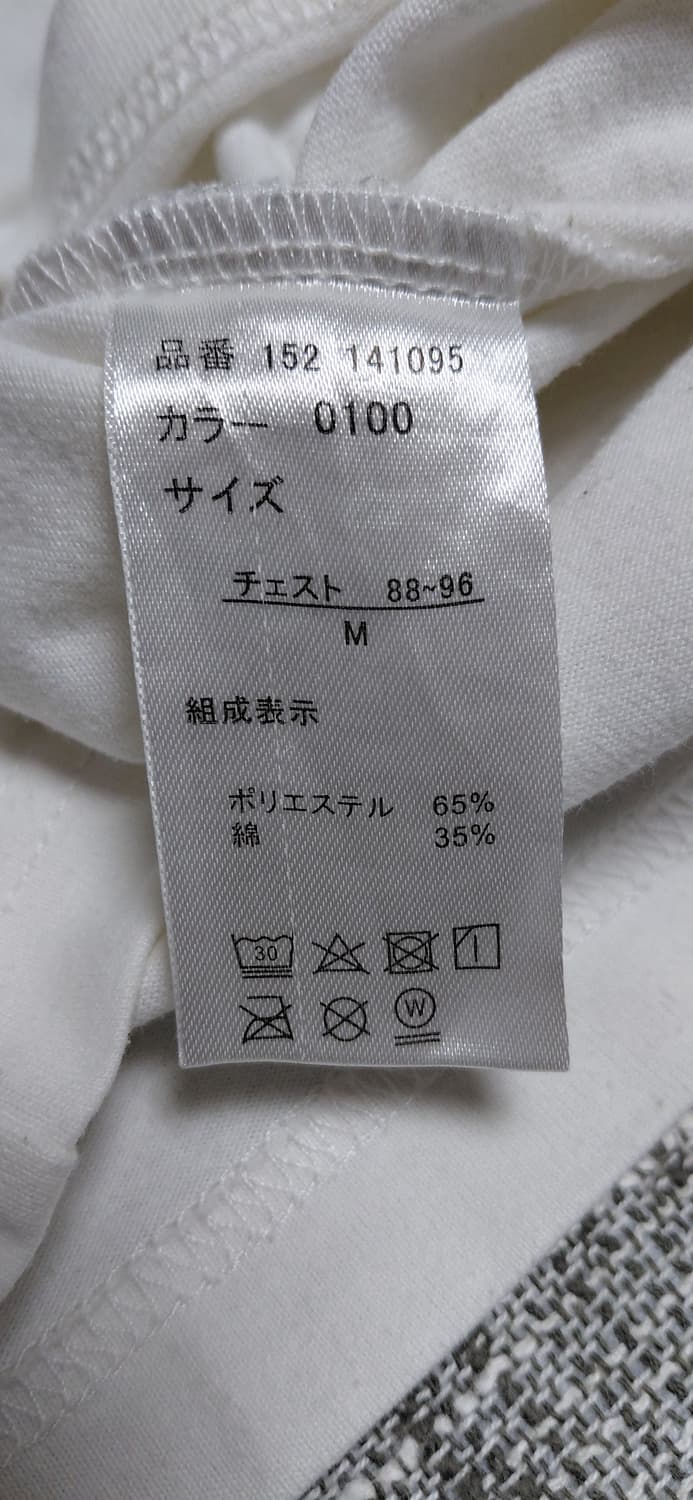 品番 152 141095
カラー 0100
サイズ
チェスト 88~96
M
組成表示
ポリエステル 65%
綿 35%
30
W